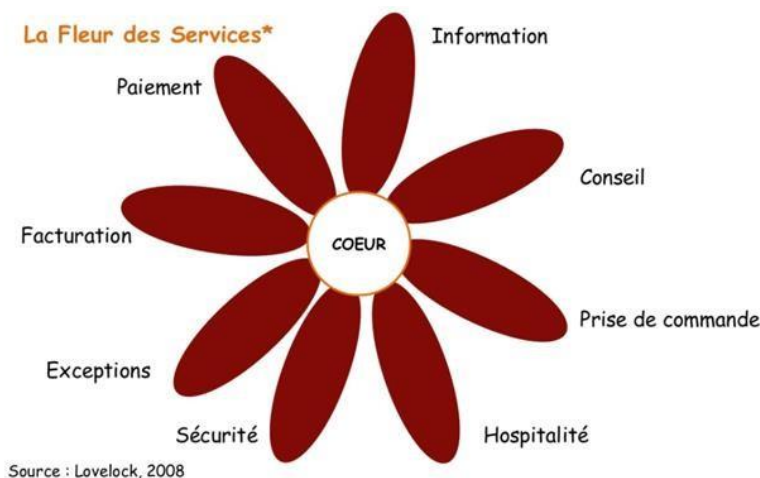 La Fleur des Services*
Information
Paiement
Conseil
Facturation
COEUR
Prise de commande
Exceptions
Sécurité
Hospitalité
Source : Lovelock, 2008